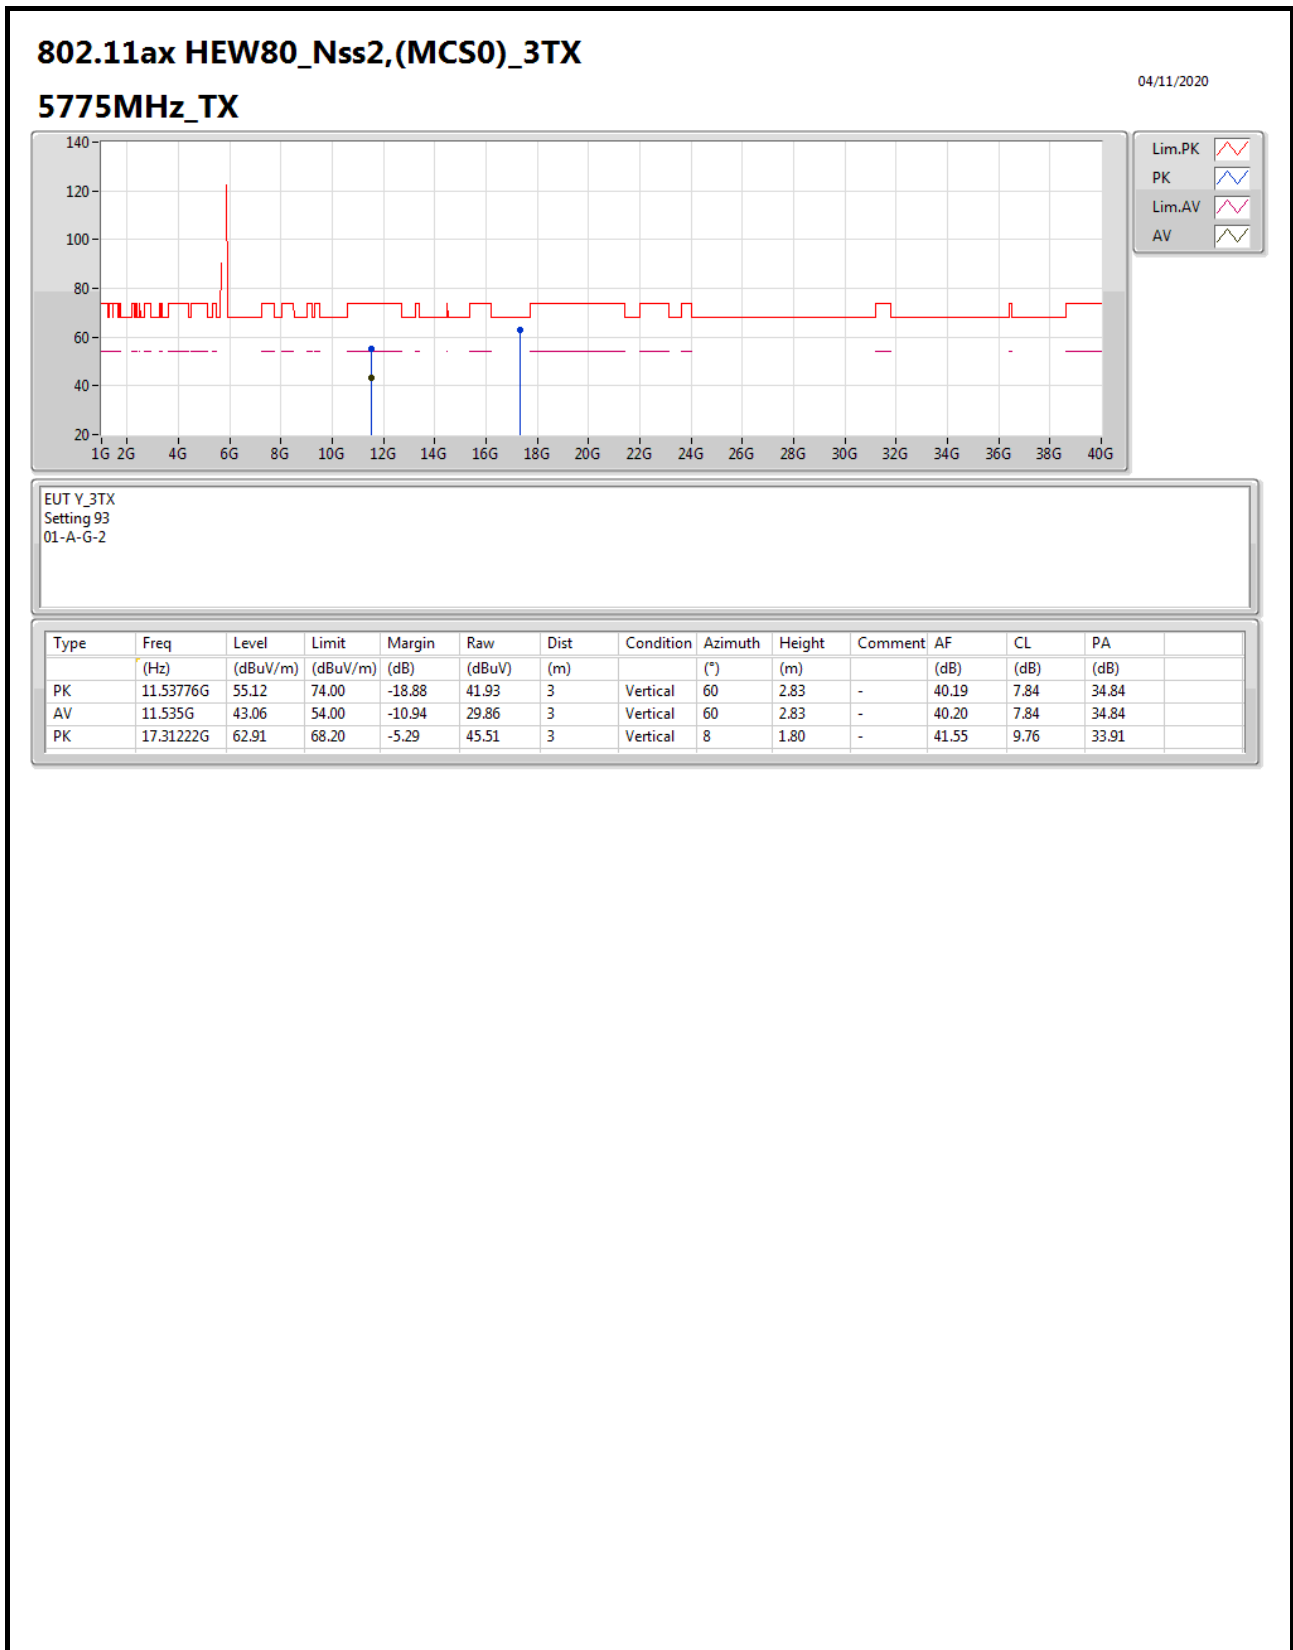 802.11ax HEW80_Nss2,(MCS0)_3TX
04/11/2020
5775MHz_TX
140
120
100
80
60
40
20
1G 2G 4G 6G 8G 10G 12G 14G 16G 18G 20G 22G 24G 26G 28G 30G 32G 34G 36G 38G 40G
Lim.PK
PK
Lim.AV
AV
EUT Y_3TX
Setting 93
01-A-G-2
Type Freq Level Limit Margin Raw Dist Condition Azimuth Height Comment AF CL PA
(Hz) (dBuV/m) (dBuV/m) (dB) (dBuV) (m) (°) (m) (dB) (dB) (dB)
PK 11.53776G 55.12 74.00 -18.88 41.93 3 Vertical 60 2.83 - 40.19 7.84 34.84
AV 11.535G 43.06 54.00 -10.94 29.86 3 Vertical 60 2.83 - 40.20 7.84 34.84
PK 17.31222G 62.91 68.20 -5.29 45.51 3 Vertical 8 1.80 - 41.55 9.76 33.91